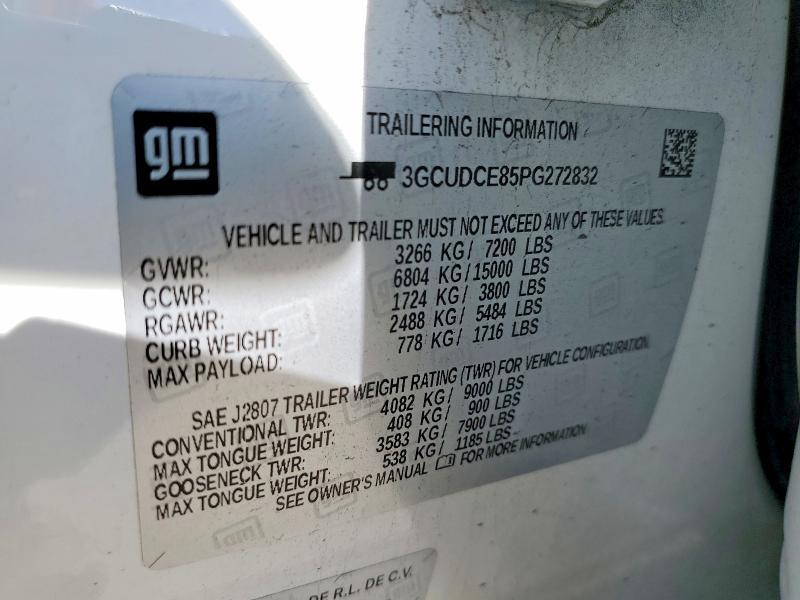 gm
TRAILERING INFORMATION
3GCUDCE85PG272832
VEHICLE AND TRAILER MUST NOT EXCEED ANY OF THESE VALUES.
GVWR: 3266 KG/ 7200 LBS
GCWR: 6804 KG/15000 LBS
RGAWR: 1724 KG/ 3800 LBS
CURB WEIGHT: 2488 KG/ 5484 LBS
MAX PAYLOAD: 778 KG/ 1716 LBS
SAE J2807 TRAILER WEIGHT RATING (TWR) FOR VEHICLE CONFIGURATION.
CONVENTIONAL TWR: 4082 KG/ 9000 LBS
MAX TONGUE WEIGHT: 408 KG/ 900 LBS
GOOSENECK TWR: 3583 KG/ 7900 LBS
MAX TONGUE WEIGHT: 538 KG/ 1185 LBS
SEE OWNER'S MANUAL FOR MORE INFORMATION
DE R.L. DE C.V.